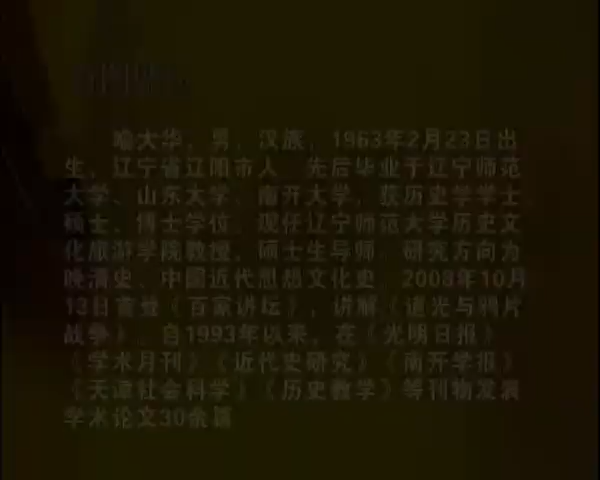 喻大华，男，汉族，1963年2月23日出
生，辽宁省辽阳市人　先后毕业于辽宁师范
大学、山东大学、南开大学，获历史学学士
硕士、博士学位，现任辽宁师范大学历史文
化旅游学院教授，硕士生导师，研究方向为
晚清史、中国近代思想文化史，2008年10月
13日首登《百家讲坛》，讲解《道光与鸦片
战争》，自1993年以来，在《光明日报》
《学术月刊》《近代史研究》《南开学报》
《天津社会科学》《历史教学》等刊物发表
学术论文30余篇